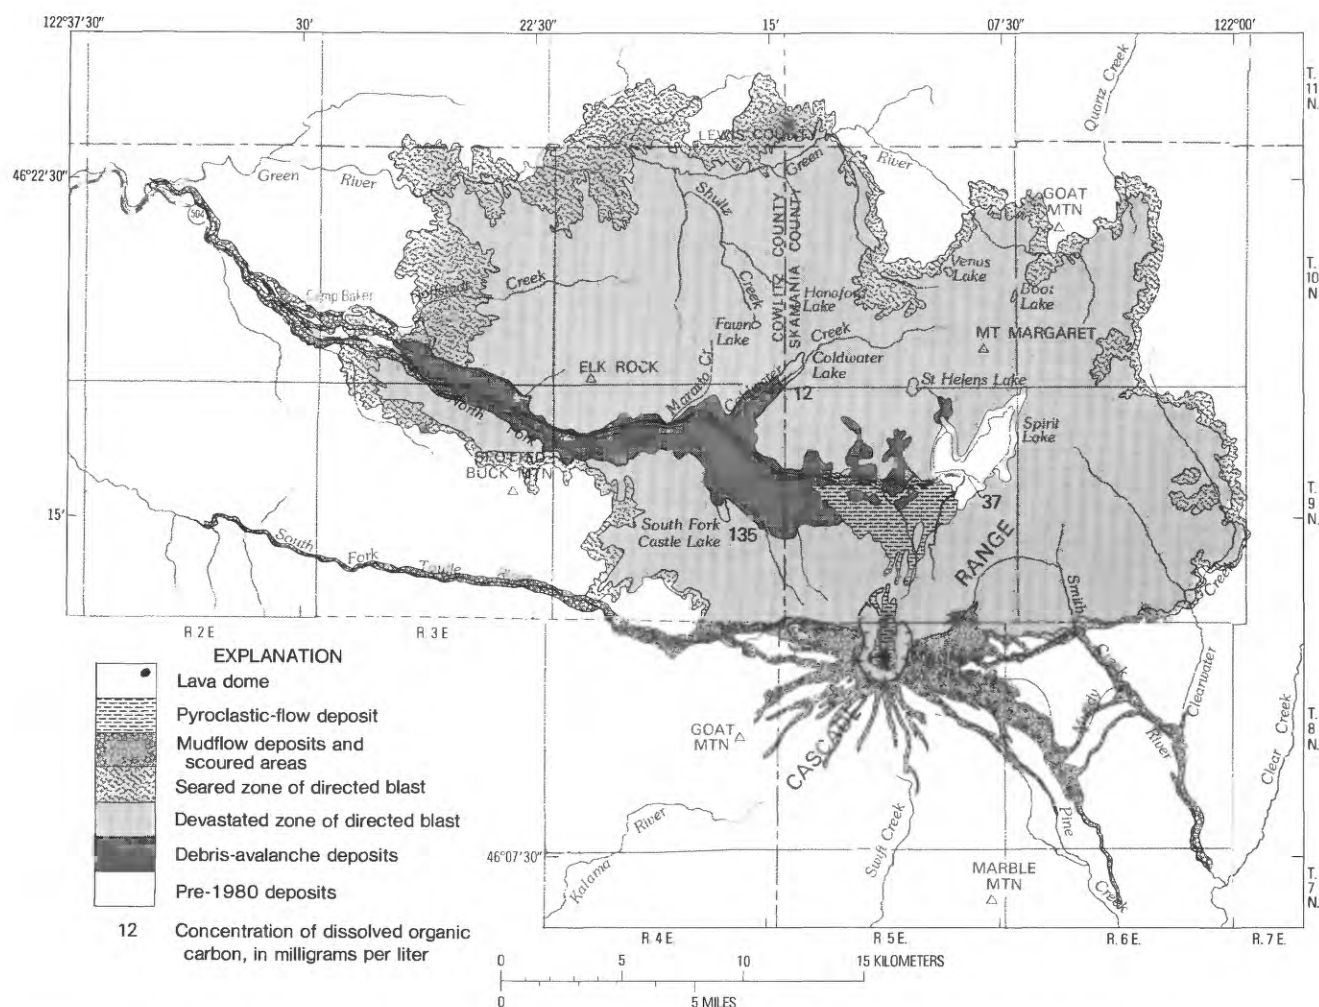 122°37'30"
30'
122°22'30"
15'
07'30"
122°00'
T. 11 N.
Quartz Creek
LEWIS COUNTY
Green
River
46°22'30"
Green
River
504
Shultz
COWLITZ COUNTY
SKAMANIA COUNTY
GOAT MTN
T. 10 N.
Venus Lake
Boot Lake
Creek
Camp Baker
Creek
Hanaford Lake
Fawn Lake
Creek
MT MARGARET
Coldwater Lake
ELK ROCK
Maratta Cr
Coldwater
12
St Helens Lake
Spirit Lake
North
Fork
SPOTTED BUCK MTN
T. 9 N.
15'
South Fork Castle Lake
135
37
RANGE
South
Fork
Toutle
River
Smith
Creek
Creek
R. 2 E.
R. 3 E.
Clearwater
EXPLANATION
Lava dome
Pyroclastic-flow deposit
Mudflow deposits and
scoured areas
Seared zone of directed blast
Devastated zone of directed blast
Debris-avalanche deposits
Pre-1980 deposits
12 Concentration of dissolved organic
carbon, in milligrams per liter
GOAT MTN
CASCADE
Muddy
River
Clear Creek
T. 8 N.
Kalama
River
Swift Creek
Pine
Creek
46°07'30"
MARBLE MTN
T. 7 N.
R. 4 E.
R. 5 E.
R. 6 E.
R. 7 E.
0 5 10 15 KILOMETERS
0 5 MILES